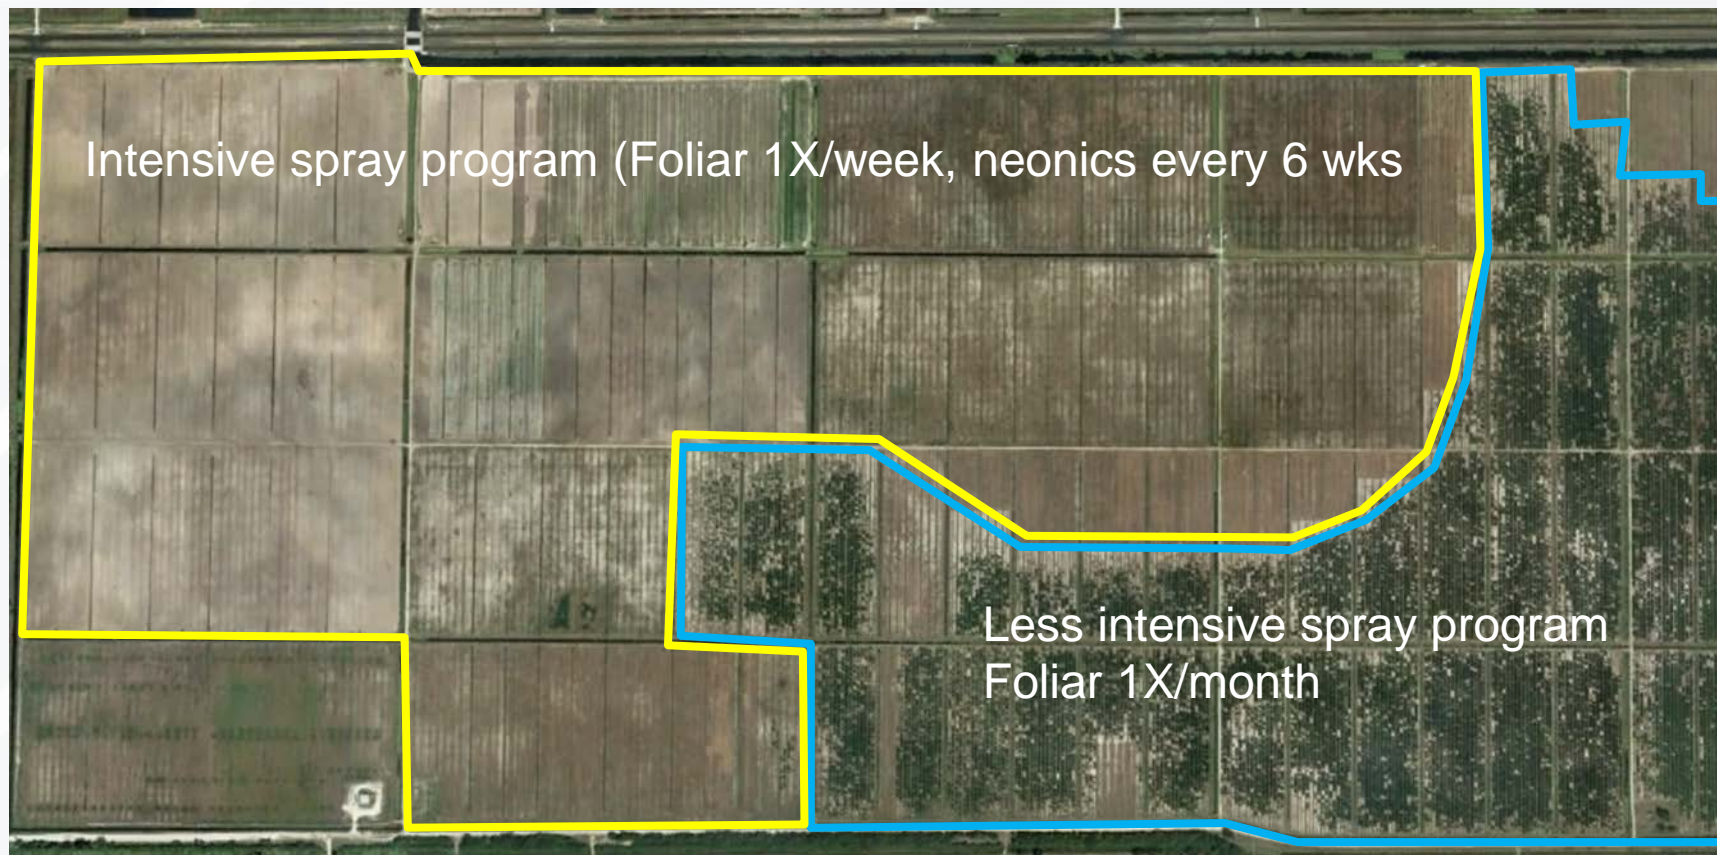 Intensive spray program (Foliar 1X/week, neonics every 6 wks
Less intensive spray program
Foliar 1X/month